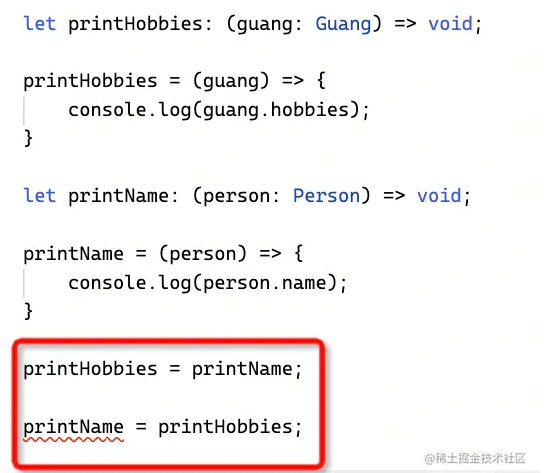 let printHobbies: (guang: Guang) => void;
printHobbies = (guang) => {
    console.log(guang.hobbies);
}
let printName: (person: Person) => void;
printName = (person) => {
    console.log(person.name);
}
printHobbies = printName;
printName = printHobbies;
@稀土掘金技术社区